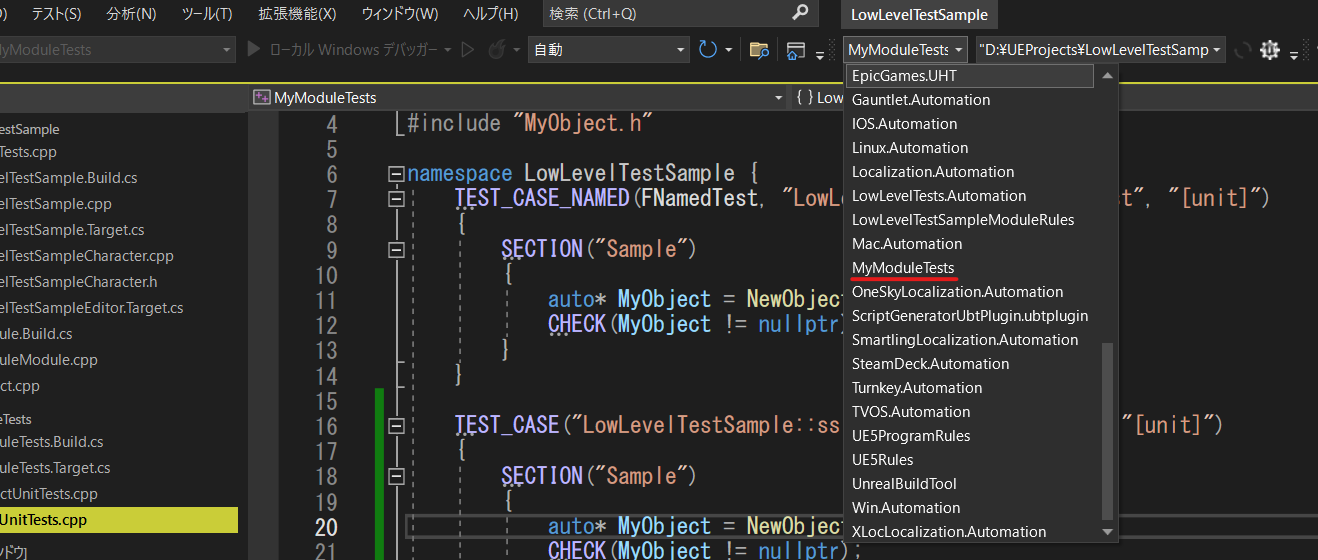 テスト(S) 分析(N) ツール(T) 拡張機能(X) ウィンドウ(W) ヘルプ(H) 検索 (Ctrl+Q) LowLevelTestSample
MyModuleTests ローカル Windows デバッガー 自動 MyModuleTests "D:¥UEProjects¥LowLevelTestSamp
MyModuleTests { } Low
estSample
Tests.cpp
elTestSample.Build.cs
elTestSample.cpp
elTestSample.Target.cs
elTestSampleCharacter.cpp
elTestSampleCharacter.h
elTestSampleEditor.Target.cs
ule.Build.cs
uleModule.cpp
ect.cpp
eTests
uleTests.Build.cs
uleTests.Target.cs
ectUnitTests.cpp
UnitTests.cpp
ンドウ]
4 #include "MyObject.h"
5
6 namespace LowLevelTestSample {
7 TEST_CASE_NAMED(FNamedTest, "LowL st", "[unit]")
8 {
9 SECTION("Sample")
10 {
11 auto* MyObject = NewObjec
12 CHECK(MyObject != nullptr)
13 }
14 }
15
16 TEST_CASE("LowLevelTestSample::ss "[unit]")
17 {
18 SECTION("Sample")
19 {
20 auto* MyObject = NewObjec
21 CHECK(MyObject != nullptr);
EpicGames.UHT
Gauntlet.Automation
IOS.Automation
Linux.Automation
Localization.Automation
LowLevelTests.Automation
LowLevelTestSampleModuleRules
Mac.Automation
MyModuleTests
OneSkyLocalization.Automation
ScriptGeneratorUbtPlugin.ubtplugin
SmartlingLocalization.Automation
SteamDeck.Automation
Turnkey.Automation
TVOS.Automation
UE5ProgramRules
UE5Rules
UnrealBuildTool
Win.Automation
XLocLocalization.Automation